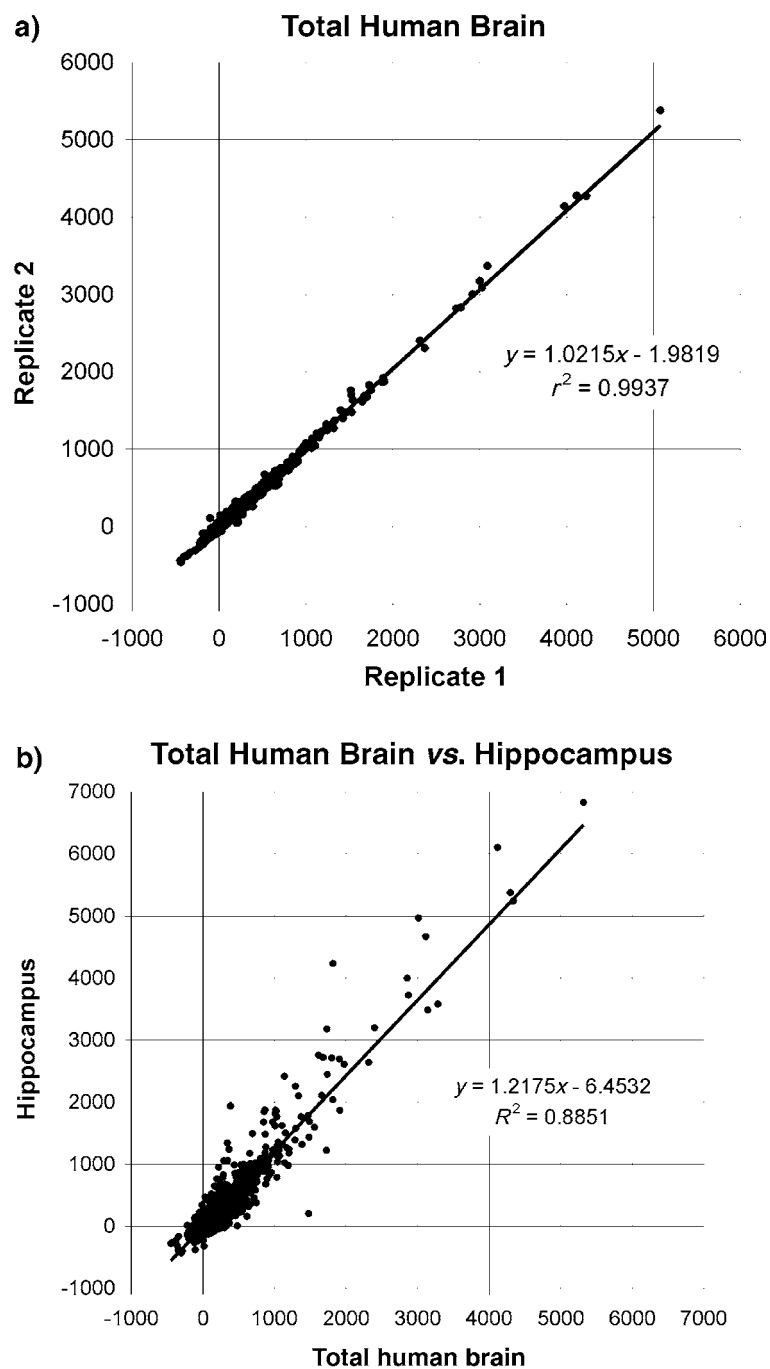 a) Total Human Brain
6000
5000
4000
3000
2000
1000
0
-1000
Replicate 2
y = 1.0215x - 1.9819
r² = 0.9937
-1000 0 1000 2000 3000 4000 5000 6000
Replicate 1
b) Total Human Brain vs. Hippocampus
7000
6000
5000
4000
3000
2000
1000
0
-1000
Hippocampus
y = 1.2175x - 6.4532
R² = 0.8851
-1000 0 1000 2000 3000 4000 5000 6000 7000
Total human brain